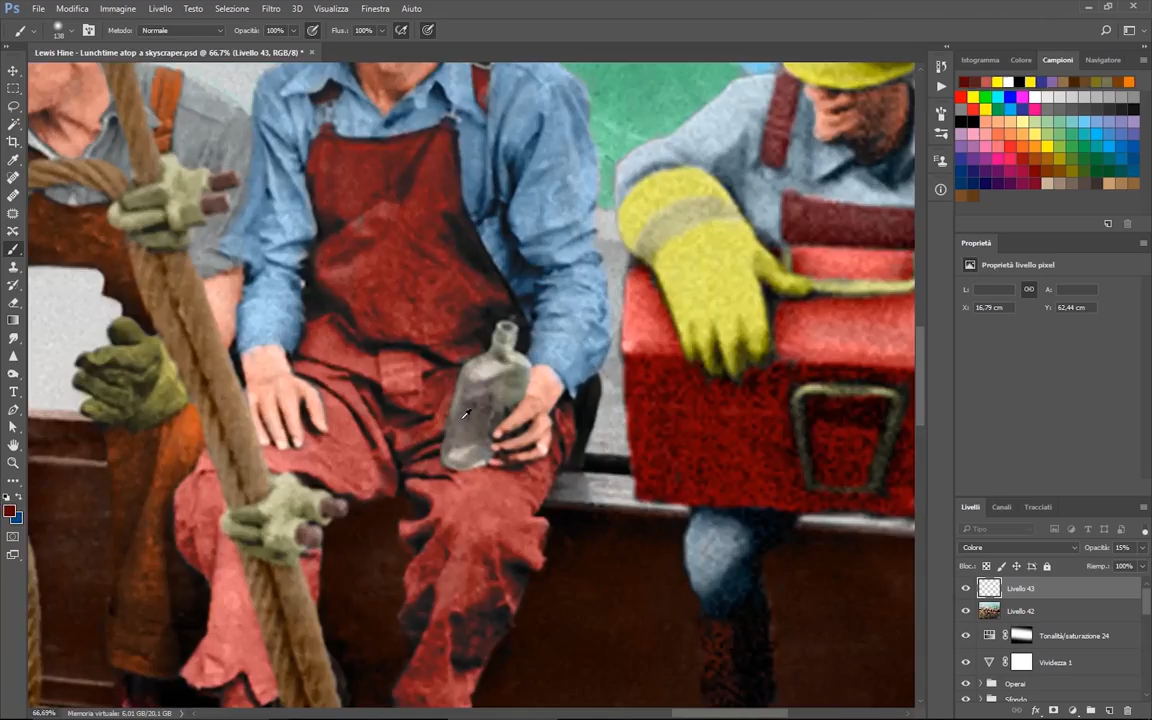 Ps File Modifica Immagine Livello Testo Selezione Filtro 3D Visualizza Finestra Aiuto
138 Metodo: Normale Opacità: 100% Flus.: 100%
Lewis Hine - Lunchtime atop a skyscraper.psd @ 66,7% (Livello 43, RGB/8) *
Istogramma Colore Campioni Navigatore
Proprietà
Proprietà livello pixel
L: A:
X: 16,79 cm Y: 62,44 cm
Livelli Canali Tracciati
Tipo
Colore Opacità: 15%
Bloc.: Riemp.: 100%
Livello 43
Livello 42
Tonalità/saturazione 24
Vividezza 1
Operai
Sfondo
66,69% Memoria virtuale: 6.01 GB/20,1 GB